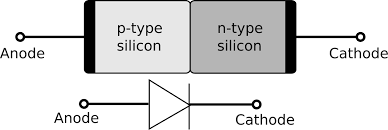 p-type
silicon
n-type
silicon
Anode
Cathode
Anode
Cathode